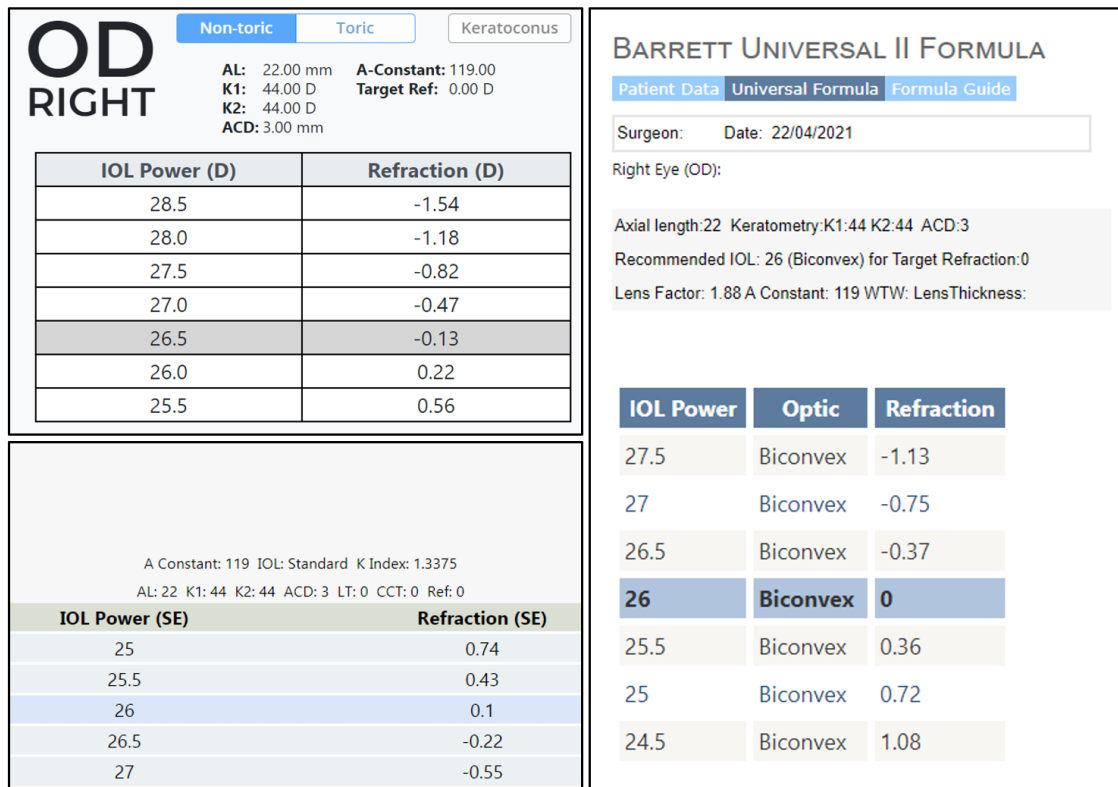 OD
RIGHT
Non-toric Toric Keratoconus
AL: 22.00 mm A-Constant: 119.00
K1: 44.00 D Target Ref: 0.00 D
K2: 44.00 D
ACD: 3.00 mm
IOL Power (D) Refraction (D)
28.5 -1.54
28.0 -1.18
27.5 -0.82
27.0 -0.47
26.5 -0.13
26.0 0.22
25.5 0.56
A Constant: 119 IOL: Standard K Index: 1.3375
AL: 22 K1: 44 K2: 44 ACD: 3 LT: 0 CCT: 0 Ref: 0
IOL Power (SE) Refraction (SE)
25 0.74
25.5 0.43
26 0.1
26.5 -0.22
27 -0.55
BARRETT UNIVERSAL II FORMULA
Patient Data Universal Formula Formula Guide
Surgeon: Date: 22/04/2021
Right Eye (OD):
Axial length:22 Keratometry:K1:44 K2:44 ACD:3
Recommended IOL: 26 (Biconvex) for Target Refraction:0
Lens Factor: 1.88 A Constant: 119 WTW: LensThickness:
IOL Power Optic Refraction
27.5 Biconvex -1.13
27 Biconvex -0.75
26.5 Biconvex -0.37
26 Biconvex 0
25.5 Biconvex 0.36
25 Biconvex 0.72
24.5 Biconvex 1.08